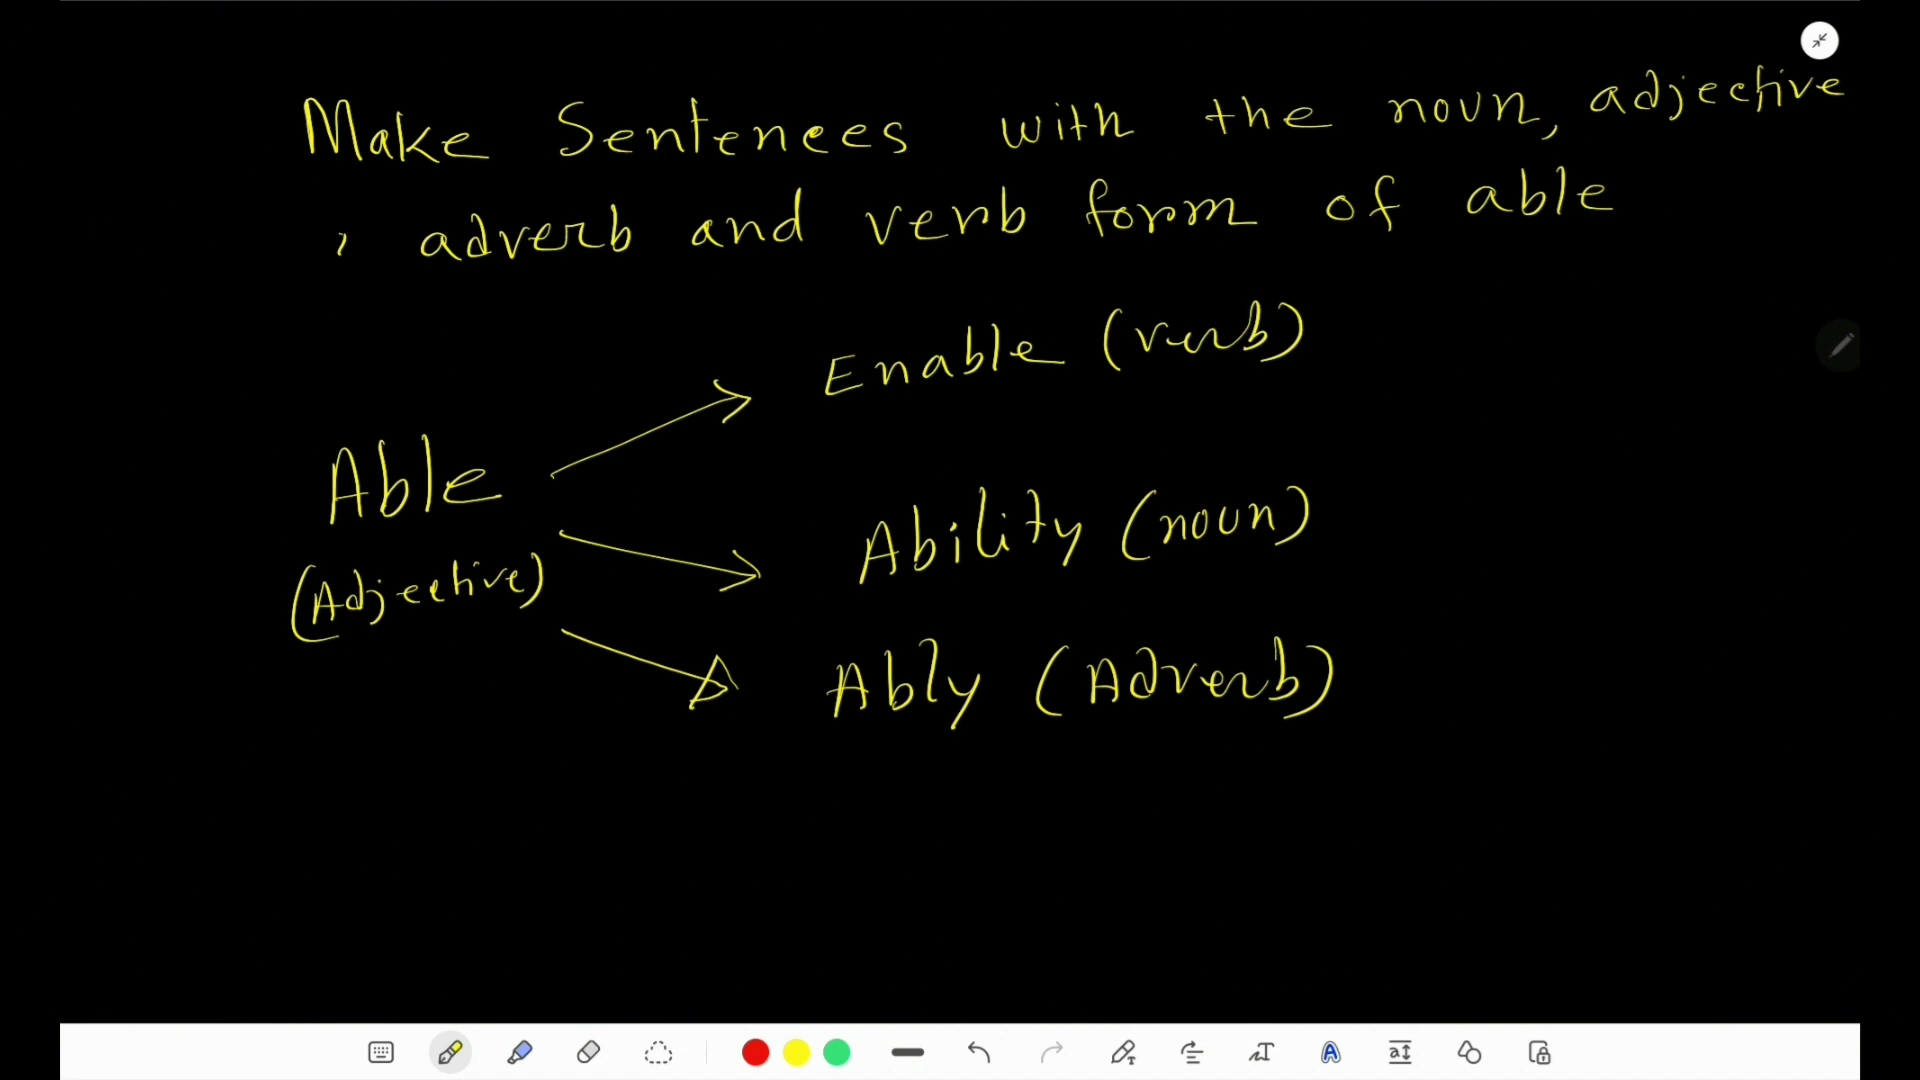 Make Sentences with the noun, adjective
, adverb and verb form of able
Enable (verb)
Able
(Adjective)
Ability (noun)
Ably (Adverb)